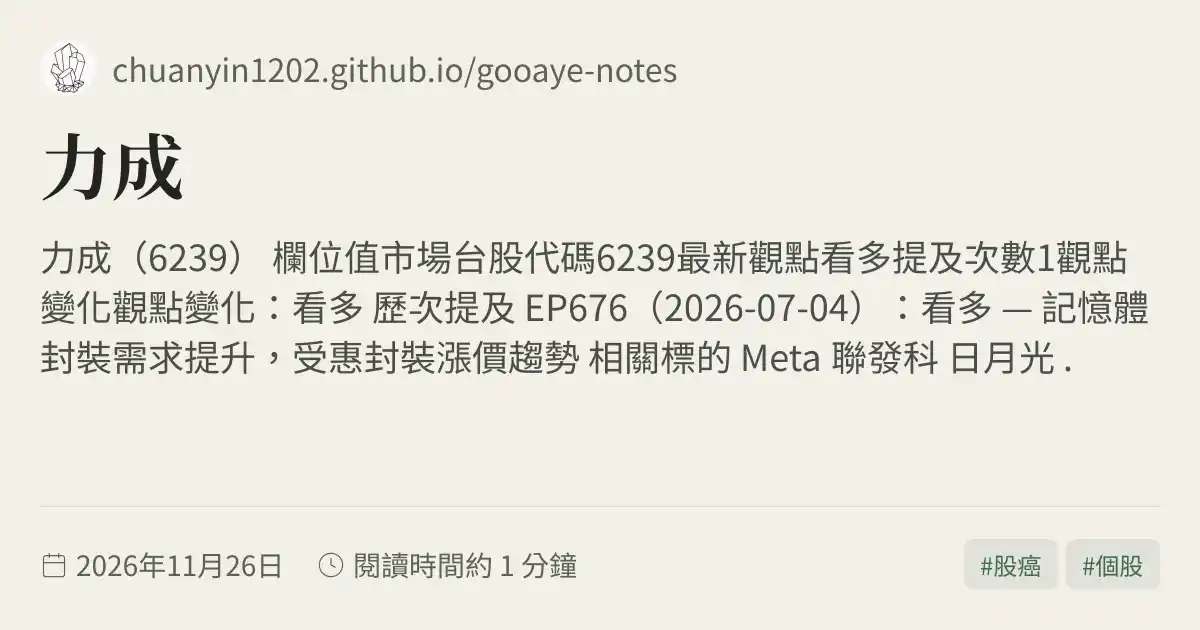 chuanyin1202.github.io/gooaye-notes
力成
力成（6239） 欄位值市場台股代碼6239最新觀點看多提及次數1觀點
變化觀點變化：看多 歷次提及 EP676（2026-07-04）：看多 — 記憶體
封裝需求提升，受惠封裝漲價趨勢 相關標的 Meta 聯發科 日月光 .
2026年11月26日 閱讀時間約 1 分鐘 #股癌 #個股